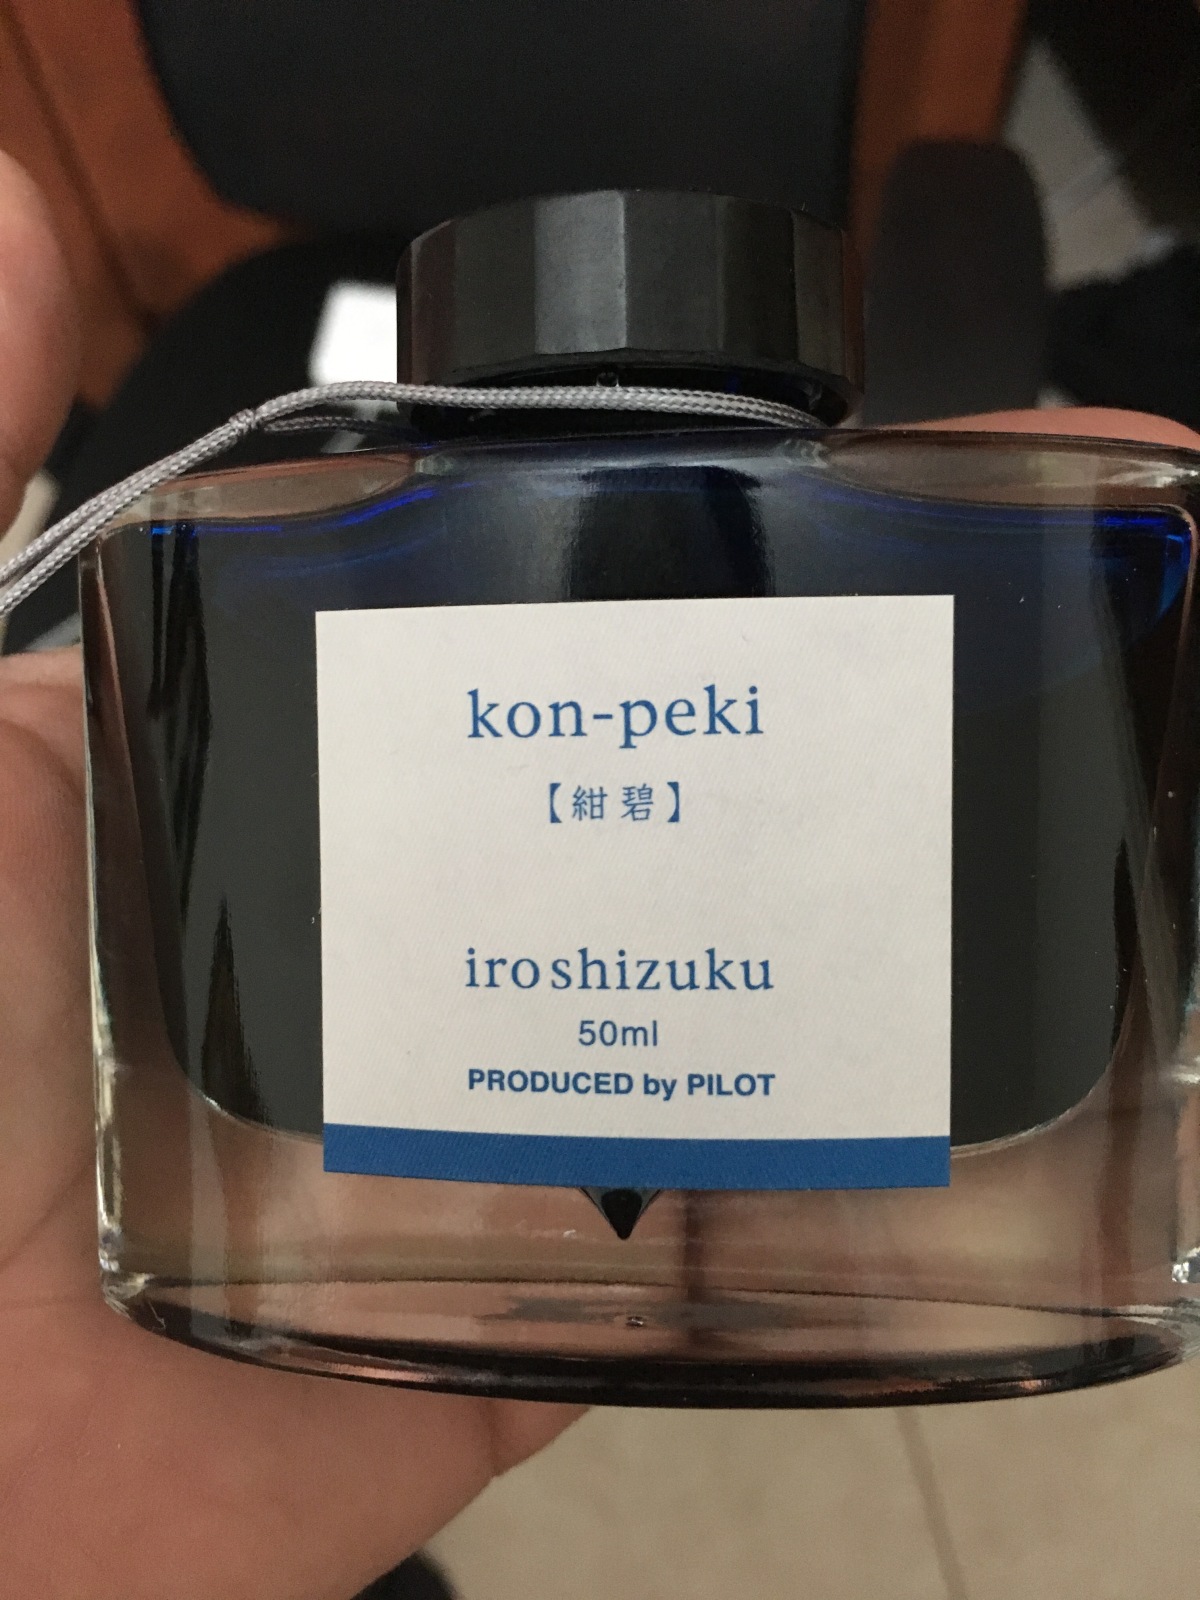 kon-peki
【紺碧】
iroshizuku
50ml
PRODUCED by PILOT